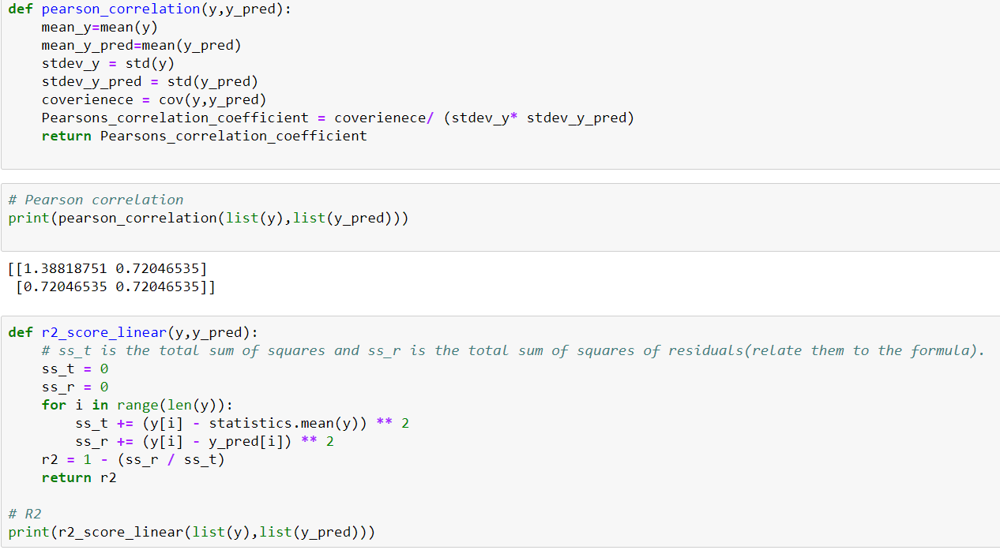 def pearson_correlation(y,y_pred):
    mean_y=mean(y)
    mean_y_pred=mean(y_pred)
    stdev_y = std(y)
    stdev_y_pred = std(y_pred)
    coverienece = cov(y,y_pred)
    Pearsons_correlation_coefficient = coverienece/ (stdev_y* stdev_y_pred)
    return Pearsons_correlation_coefficient
# Pearson correlation
print(pearson_correlation(list(y),list(y_pred)))
[[1.38818751 0.72046535]
 [0.72046535 0.72046535]]
def r2_score_linear(y,y_pred):
    # ss_t is the total sum of squares and ss_r is the total sum of squares of residuals(relate them to the formula).
    ss_t = 0
    ss_r = 0
    for i in range(len(y)):
        ss_t += (y[i] - statistics.mean(y)) ** 2
        ss_r += (y[i] - y_pred[i]) ** 2
    r2 = 1 - (ss_r / ss_t)
    return r2
# R2
print(r2_score_linear(list(y),list(y_pred)))